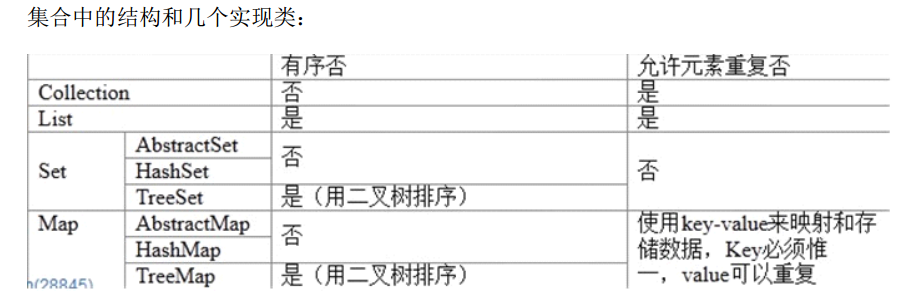 集合中的结构和几个实现类：
有序否 允许元素重复否
Collection 否 是
List 是 是
Set AbstractSet 否 否
HashSet
TreeSet 是（用二叉树排序）
Map AbstractMap 否 使用key-value来映射和存
HashMap 储数据，Key必须惟
TreeMap 是（用二叉树排序） 一，value可以重复
(28845)